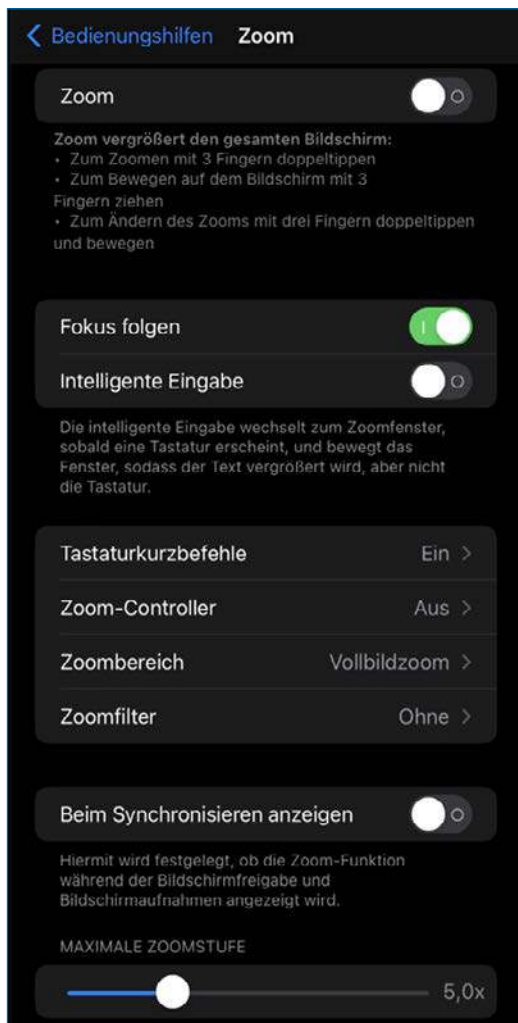 Bedienungshilfen Zoom
Zoom
Zoom vergrößert den gesamten Bildschirm:
• Zum Zoomen mit 3 Fingern doppeltippen
• Zum Bewegen auf dem Bildschirm mit 3
Fingern ziehen
• Zum Ändern des Zooms mit drei Fingern doppeltippen
und bewegen
Fokus folgen
Intelligente Eingabe
Die intelligente Eingabe wechselt zum Zoomfenster,
sobald eine Tastatur erscheint, und bewegt das
Fenster, sodass der Text vergrößert wird, aber nicht
die Tastatur.
Tastaturkurzbefehle Ein
Zoom-Controller Aus
Zoombereich Vollbildzoom
Zoomfilter Ohne
Beim Synchronisieren anzeigen
Hiermit wird festgelegt, ob die Zoom-Funktion
während der Bildschirmfreigabe und
Bildschirmaufnahmen angezeigt wird.
MAXIMALE ZOOMSTUFE
5,0x